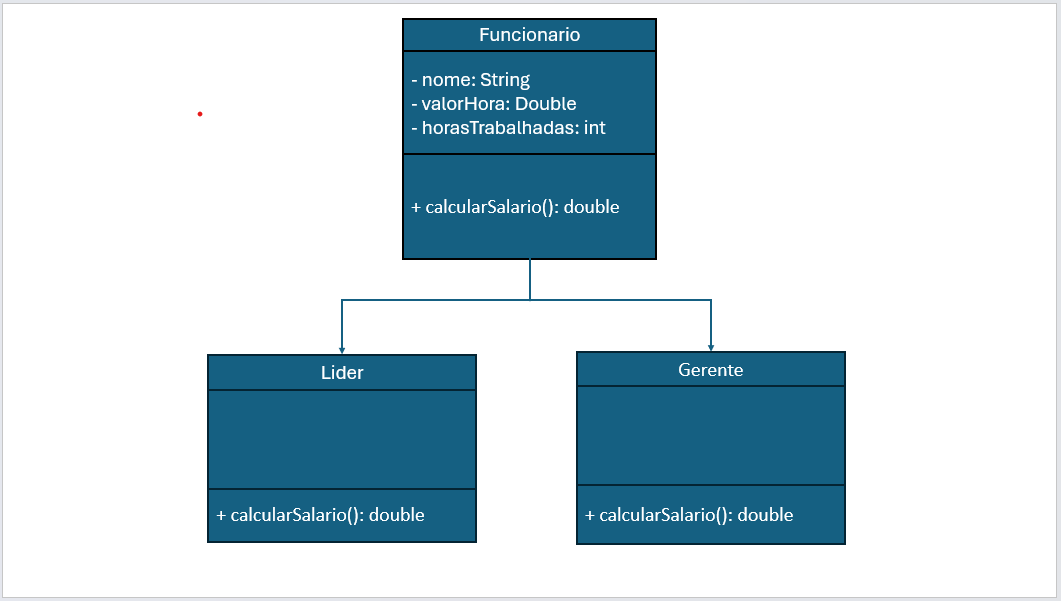 Funcionario
- nome: String
- valorHora: Double
- horasTrabalhadas: int
+ calcularSalario(): double
Lider
+ calcularSalario(): double
Gerente
+ calcularSalario(): double